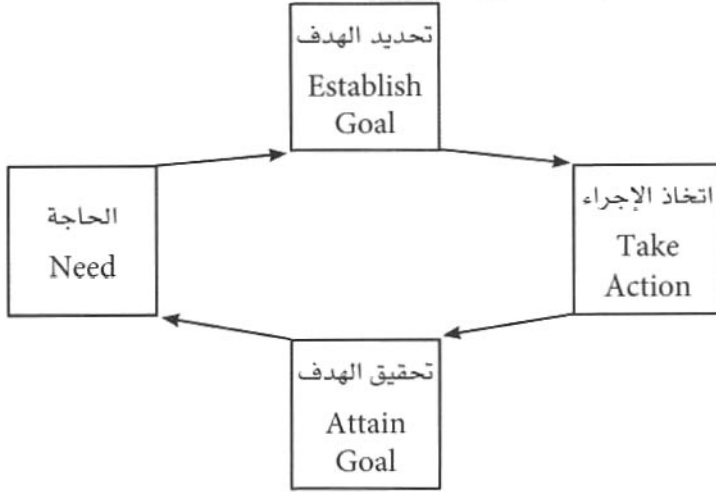 تحديد الهدف
Establish
Goal
الحاجة
Need
اتخاذ الإجراء
Take
Action
تحقيق الهدف
Attain
Goal